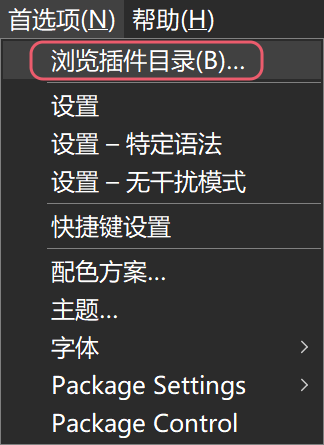 首选项(N) 帮助(H)
浏览插件目录(B)...
设置
设置 – 特定语法
设置 – 无干扰模式
快捷键设置
配色方案...
主题...
字体
Package Settings
Package Control